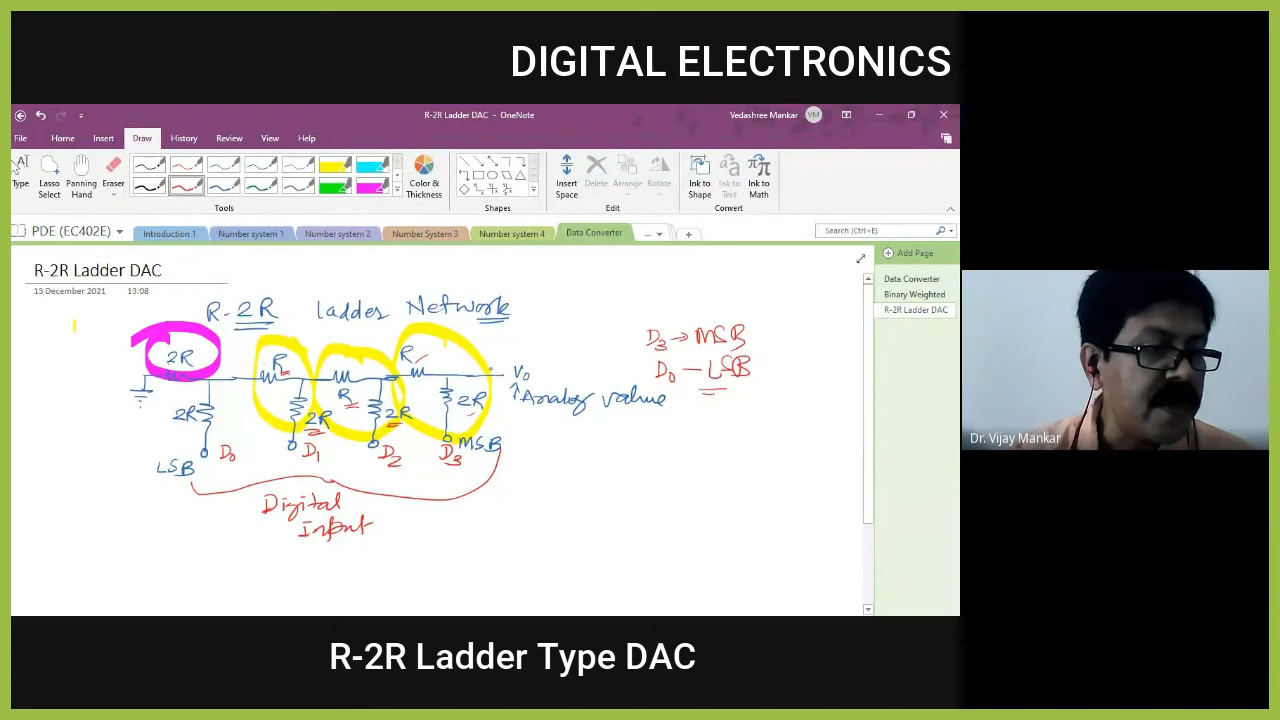 DIGITAL ELECTRONICS
R-2R Ladder DAC - OneNote
Vedashree Mankar VM
File Home Insert Draw History Review View Help
Type Lasso Select Panning Hand Eraser Color & Thickness Insert Space Delete Arrange Rotate Ink to Shape Ink to Text Ink to Math
Tools Shapes Edit Convert
PDE (EC402E) Introduction 1 Number system 1 Number system 2 Number System 3 Number system 4 Data Converter Search (Ctrl+E)
Add Page
Data Converter
Binary Weighted
R-2R Ladder DAC
R-2R Ladder DAC
13 December 2021 13:08
R-2R Ladder Network
D3 → MSB
D0 — LSB
2R R R R V0
↑Analog value
2R 2R 2R 2R
LSB D0 D1 D2 D3 MSB
Digital
Input
Dr. Vijay Mankar
R-2R Ladder Type DAC